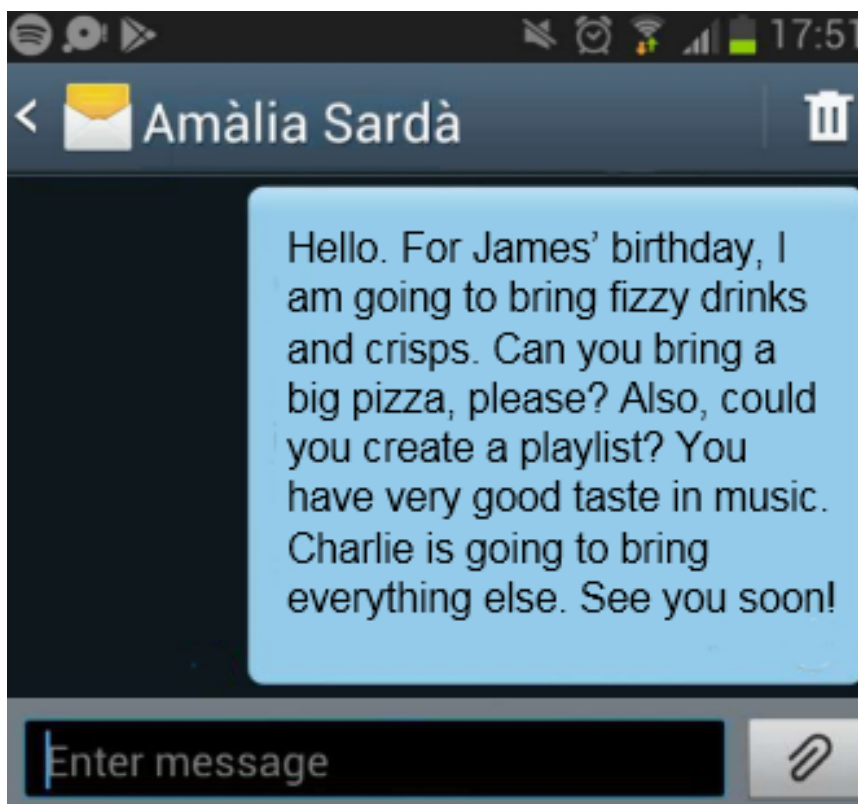 17:51
Amàlia Sardà
Hello. For James’ birthday, I
am going to bring fizzy drinks
and crisps. Can you bring a
big pizza, please? Also, could
you create a playlist? You
have very good taste in music.
Charlie is going to bring
everything else. See you soon!
Enter message